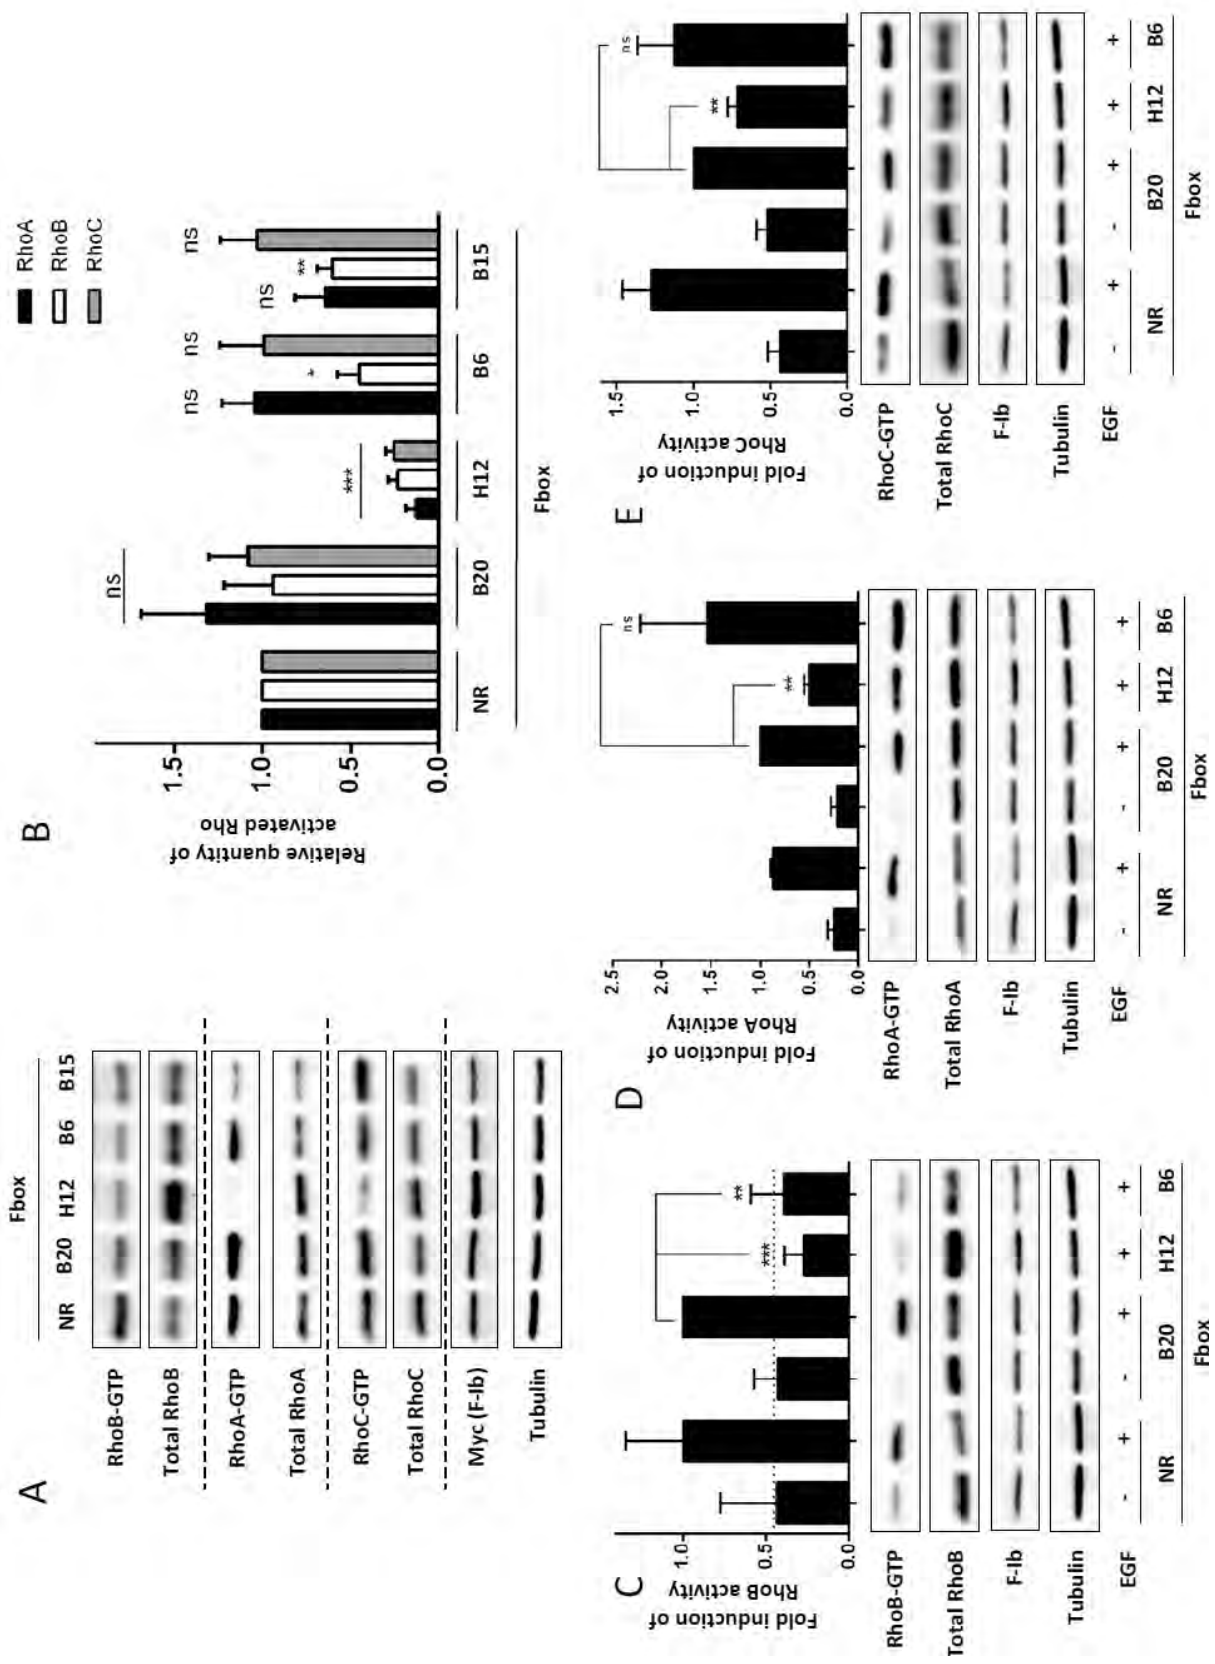 A
Fbox
NR B20 H12 B6 B15
RhoB-GTP
Total RhoB
RhoA-GTP
Total RhoA
RhoC-GTP
Total RhoC
Myc (F-Ib)
Tubulin
B
RhoA
RhoB
RhoC
Relative quantity of
activated Rho
1.5
1.0
0.5
0.0
ns
***
ns
*
ns
ns
**
ns
NR B20 H12 B6 B15
Fbox
C
Fold induction of
RhoB activity
1.0
0.5
0.0
***
**
RhoB-GTP
Total RhoB
F-Ib
Tubulin
EGF - + - + + +
NR B20 H12 B6
Fbox
D
Fold induction of
RhoA activity
2.5
2.0
1.5
1.0
0.5
0.0
**
ns
RhoA-GTP
Total RhoA
F-Ib
Tubulin
EGF - + - + + +
NR B20 H12 B6
Fbox
E
Fold induction of
RhoC activity
1.5
1.0
0.5
0.0
**
ns
RhoC-GTP
Total RhoC
F-Ib
Tubulin
EGF - + - + + +
NR B20 H12 B6
Fbox